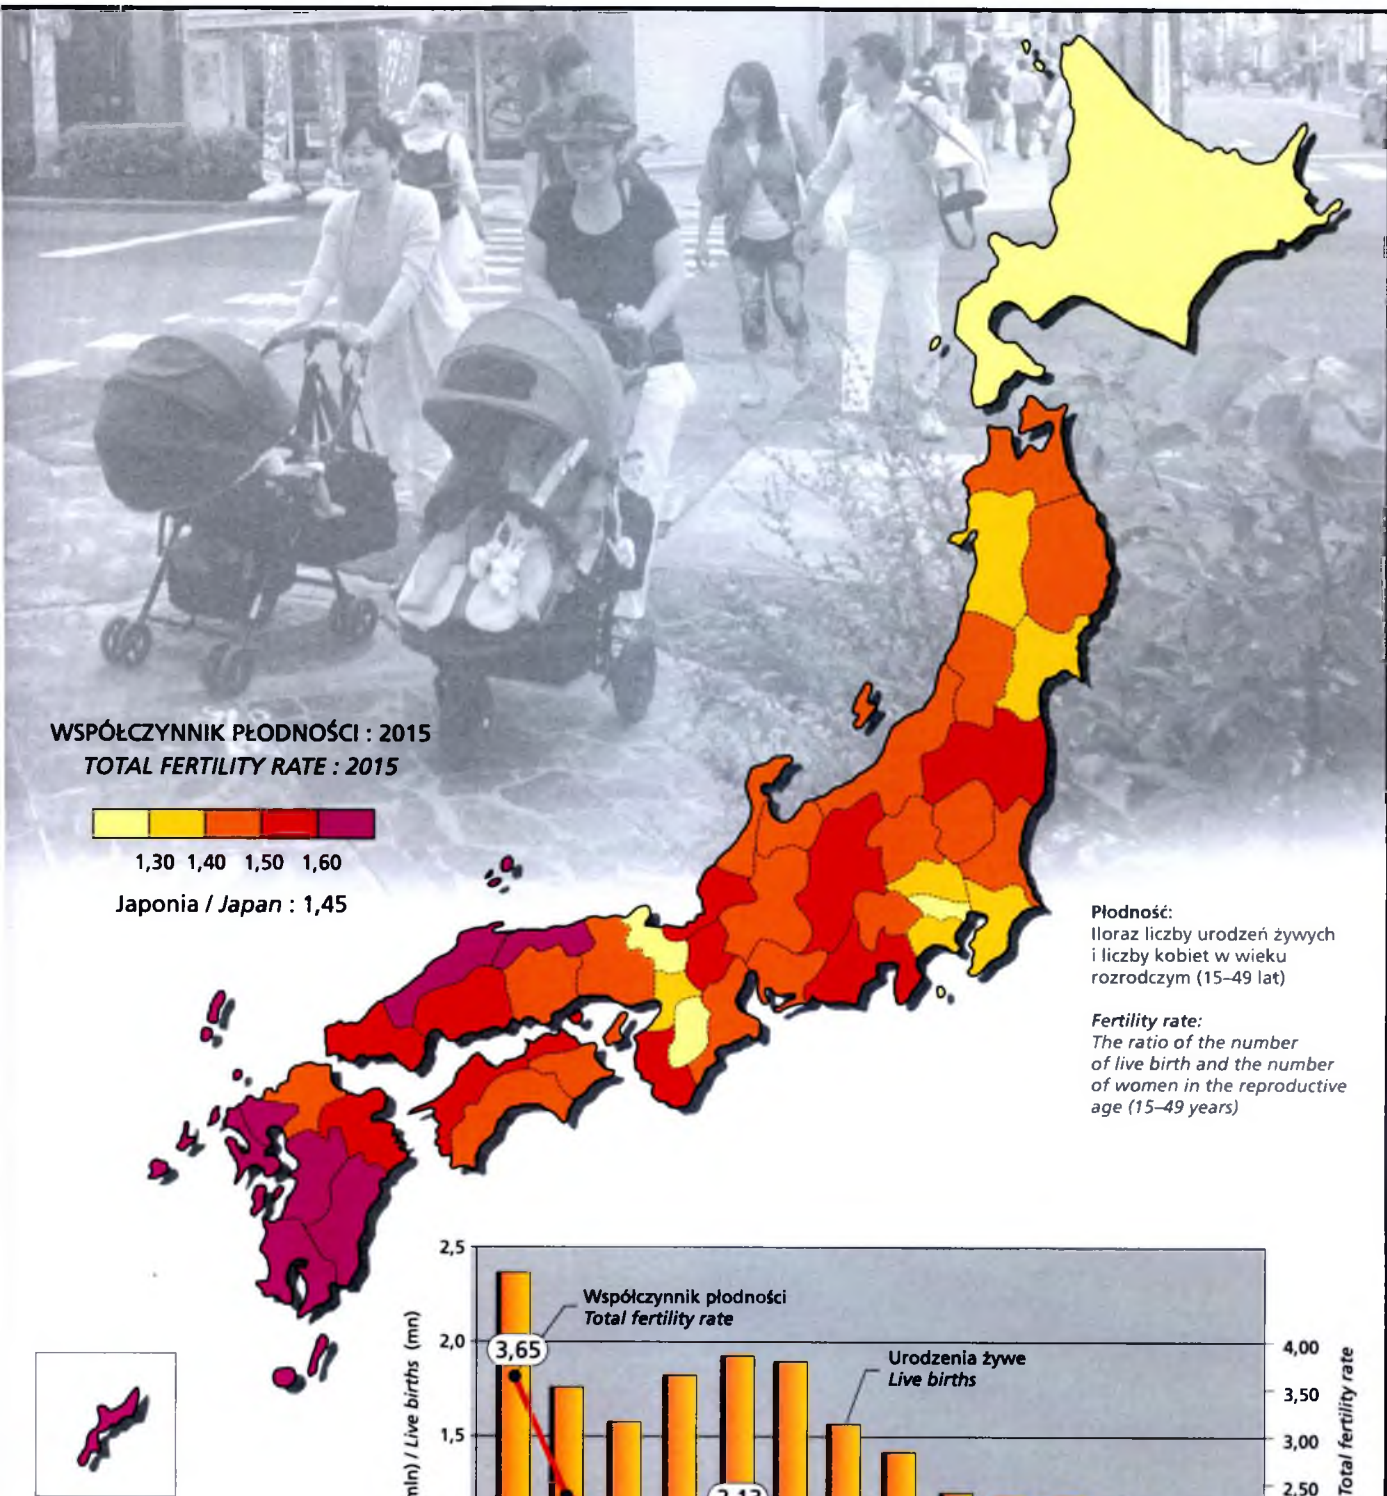 WSPÓŁCZYNNIK PŁODNOŚCI : 2015
TOTAL FERTILITY RATE : 2015
1,30 1,40 1,50 1,60
Japonia / Japan : 1,45
Płodność:
Iloraz liczby urodzeń żywych
i liczby kobiet w wieku
rozrodczym (15–49 lat)
Fertility rate:
The ratio of the number
of live birth and the number
of women in the reproductive
age (15–49 years)
2,5
2,0
1,5
mln) / Live births (mn)
Współczynnik płodności
Total fertility rate
3,65
Urodzenia żywe
Live births
2,13
4,00
3,50
3,00
2,50
Total fertility rate